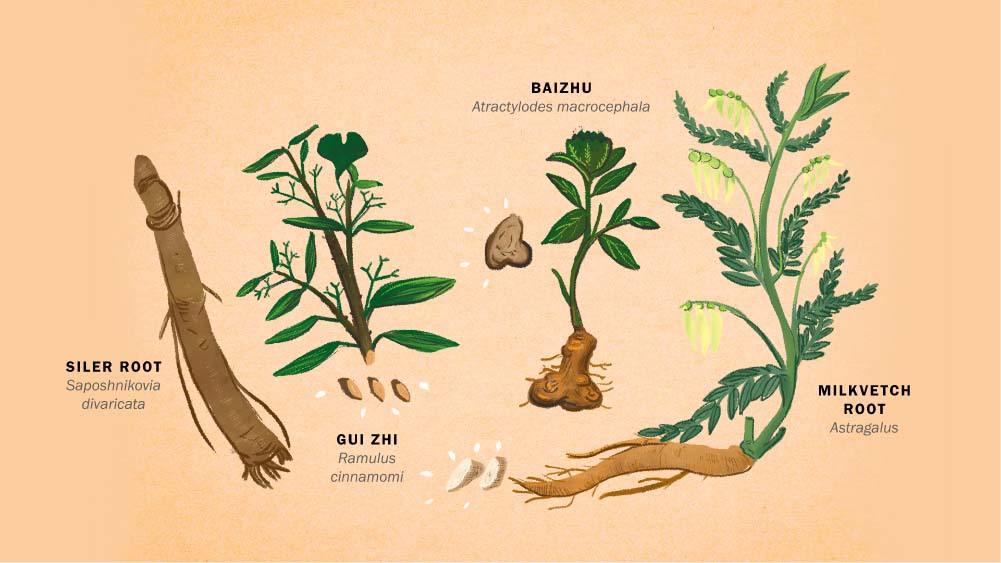 BAIZHU
Atractylodes macrocephala
SILER ROOT
Saposhnikovia
divaricata
GUI ZHI
Ramulus
cinnamomi
MILKVETCH
ROOT
Astragalus